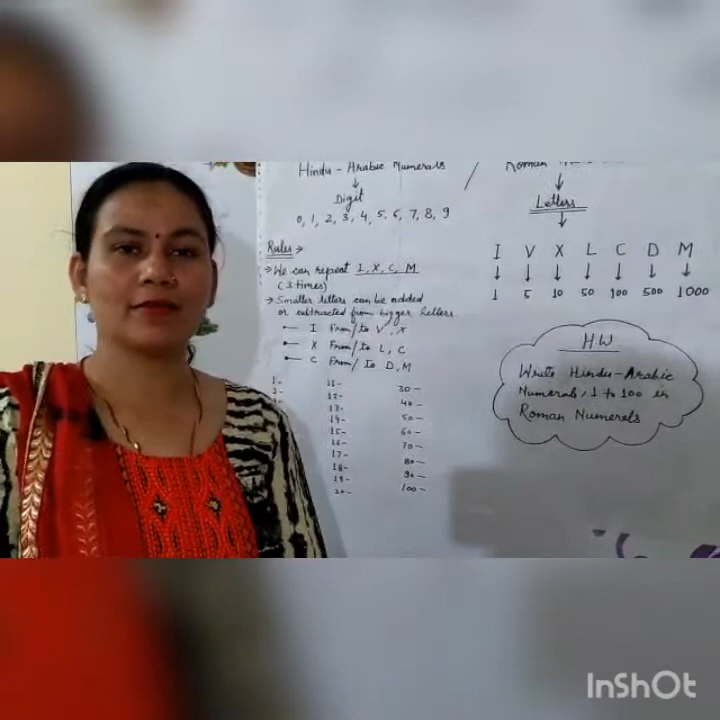 Hindu - Arabic Numerals / Roman
Digit
0, 1, 2, 3, 4, 5, 6, 7, 8, 9
Letters
Rules →
→ We can repeat I, X, C, M
(3 times)
→ Smaller letters can be added
or subtracted from bigger letters
I From/to V, X
X From/to L, C
C From/To D, M
I V X L C D M
1 5 10 50 100 500 1000
H.W
Write Hindu-Arabic
Numerals, 1 to 100 in
Roman Numerals
1-
2-
11-
12-
13-
14-
15-
16-
17-
18-
19-
20-
30-
40-
50-
60-
70-
80-
90-
100-
InShOt